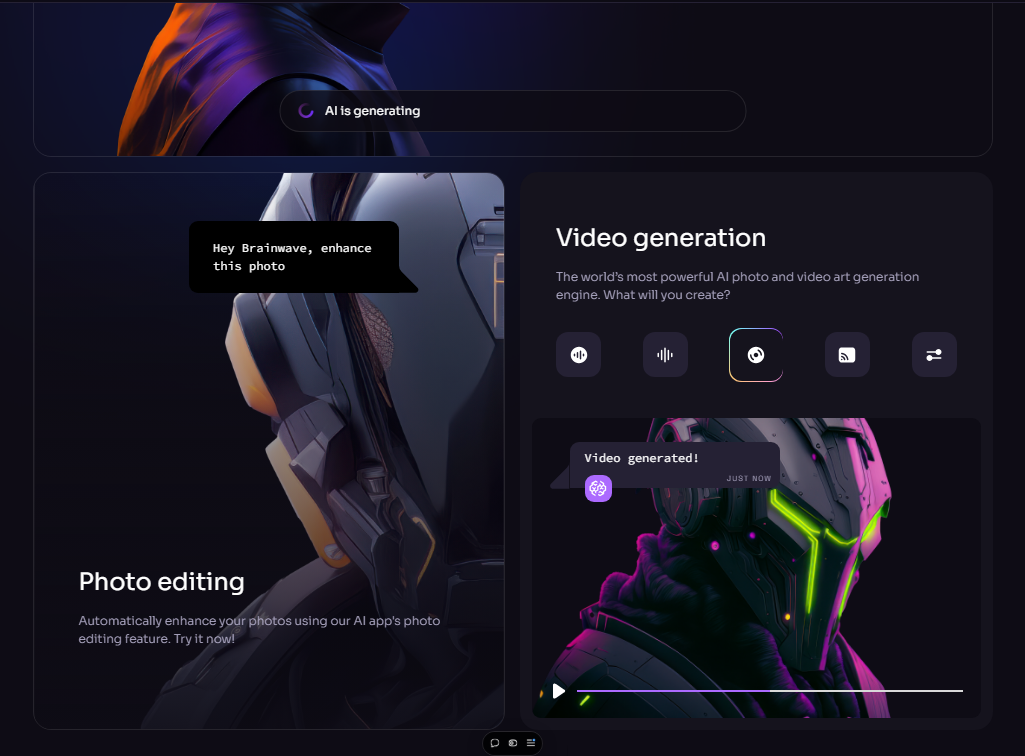 AI is generating
Hey Brainwave, enhance
this photo
Photo editing
Automatically enhance your photos using our AI app's photo
editing feature. Try it now!
Video generation
The world's most powerful AI photo and video art generation
engine. What will you create?
Video generated!
JUST NOW